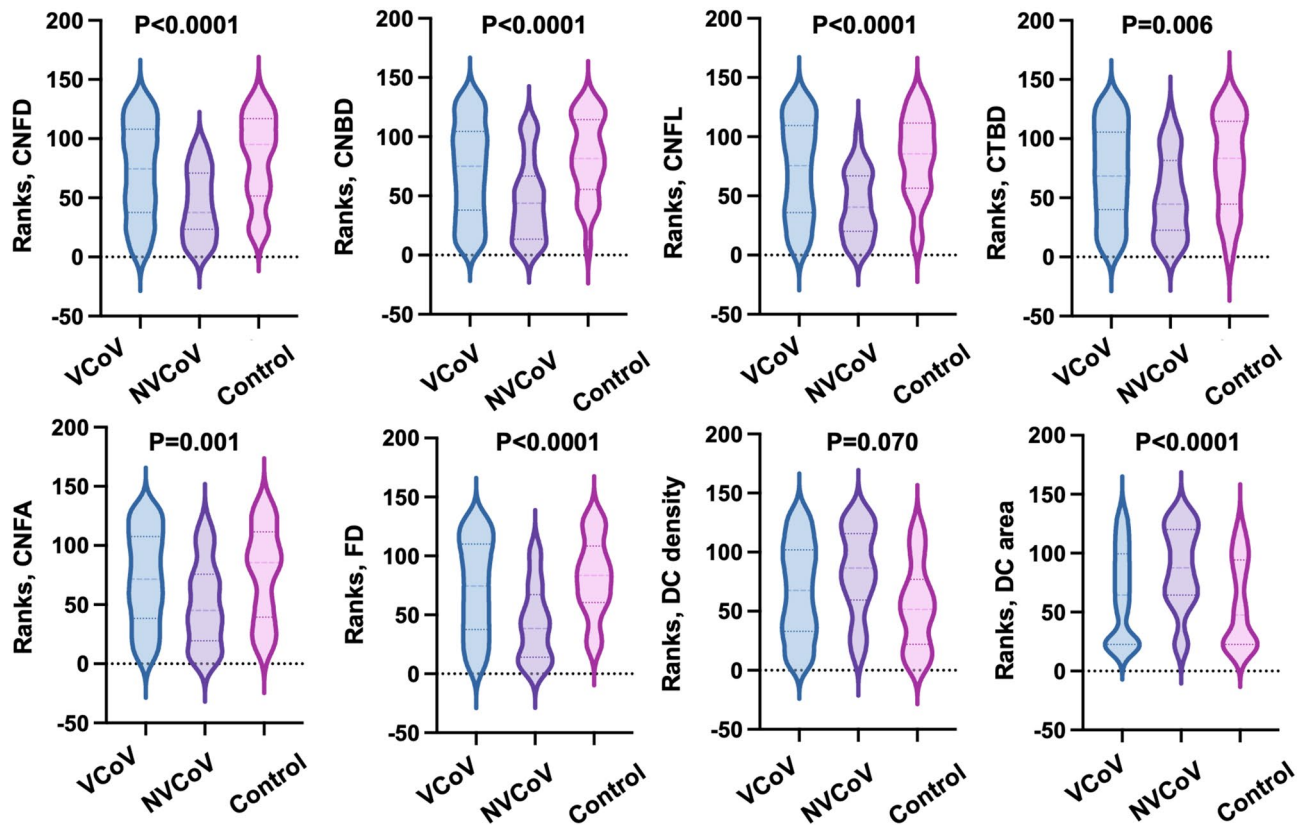 P<0.0001
Ranks, CNFD
200
150
100
50
0
-50
VCoV
NVCoV
Control
P<0.0001
Ranks, CNBD
200
150
100
50
0
-50
VCoV
NVCoV
Control
P<0.0001
Ranks, CNFL
200
150
100
50
0
-50
VCoV
NVCoV
Control
P=0.006
Ranks, CTBD
200
150
100
50
0
-50
VCoV
NVCoV
Control
P=0.001
Ranks, CNFA
200
150
100
50
0
-50
VCoV
NVCoV
Control
P<0.0001
Ranks, FD
200
150
100
50
0
-50
VCoV
NVCoV
Control
P=0.070
Ranks, DC density
200
150
100
50
0
-50
VCoV
NVCoV
Control
P<0.0001
Ranks, DC area
200
150
100
50
0
-50
VCoV
NVCoV
Control